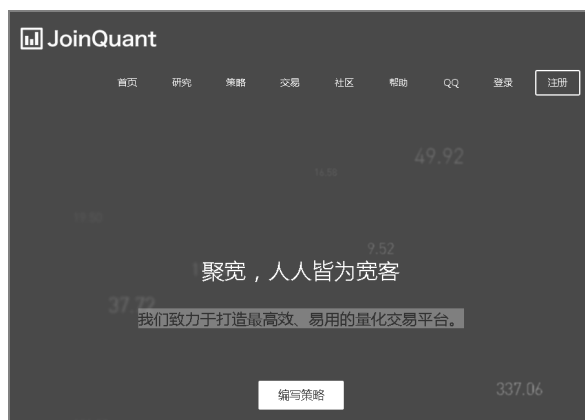 JoinQuant
首页 研究 策略 交易 社区 帮助 QQ 登录 注册
49.92
9.52
聚宽，人人皆为宽客
37.72
我们致力于打造最高效、易用的量化交易平台。
编写策略
337.06